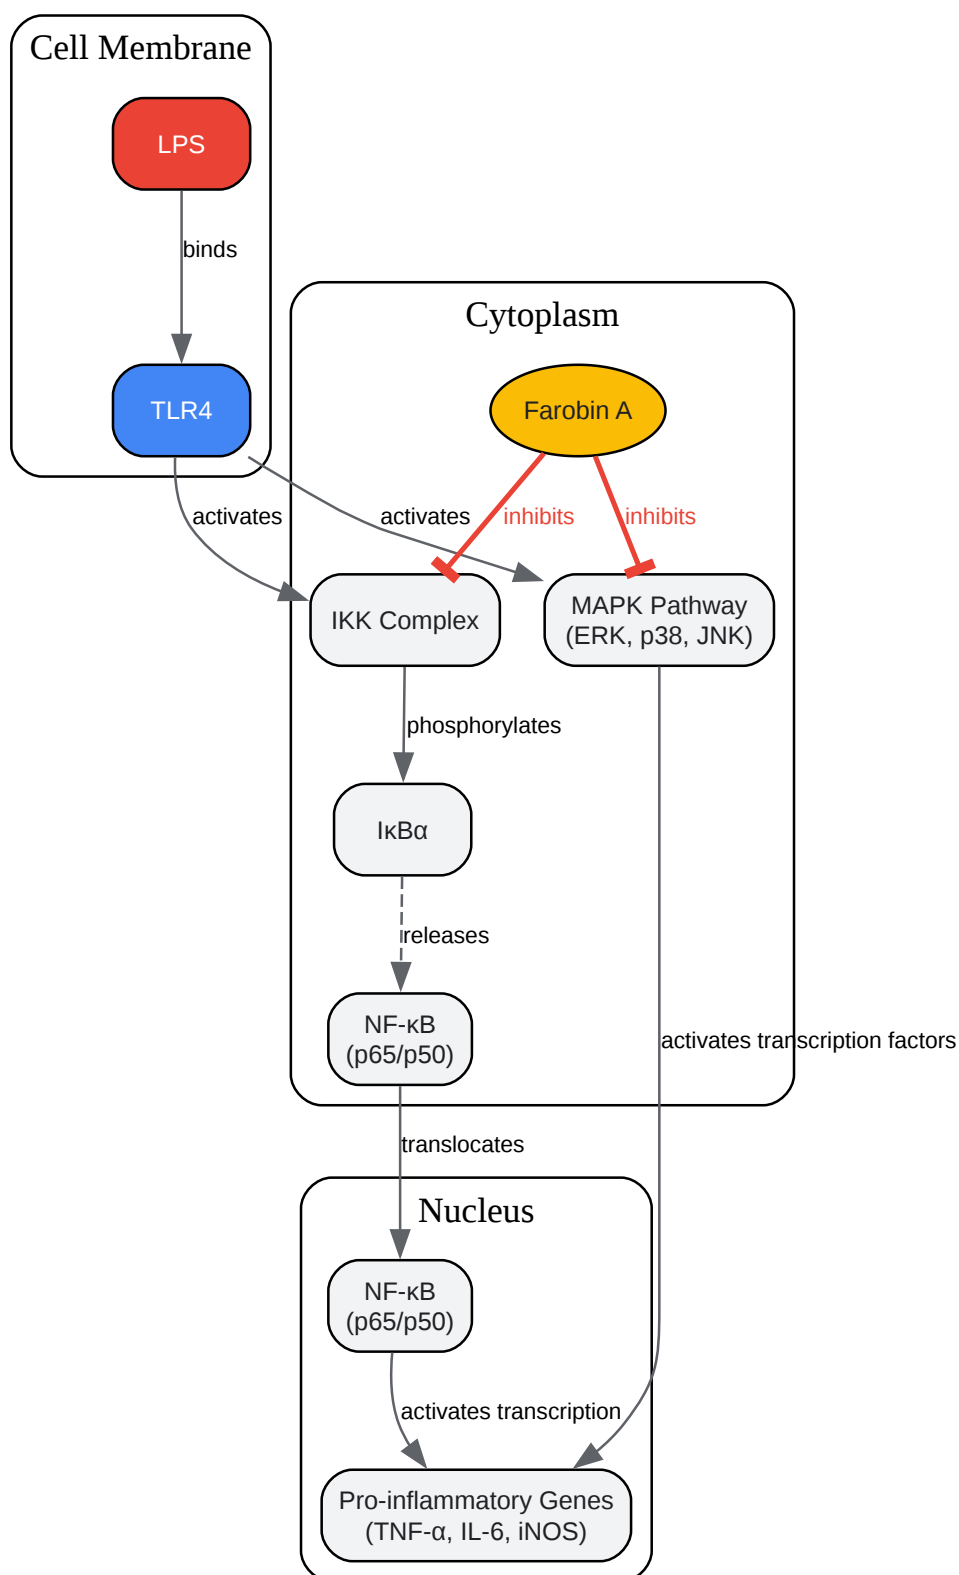 Cell Membrane
LPS
binds
Cytoplasm
TLR4
Farobin A
activates
activates
inhibits
inhibits
IKK Complex
MAPK Pathway
(ERK, p38, JNK)
phosphorylates
IκBα
releases
NF-κB
(p65/p50)
activates transcription factors
translocates
Nucleus
NF-κB
(p65/p50)
activates transcription
Pro-inflammatory Genes
(TNF-α, IL-6, iNOS)